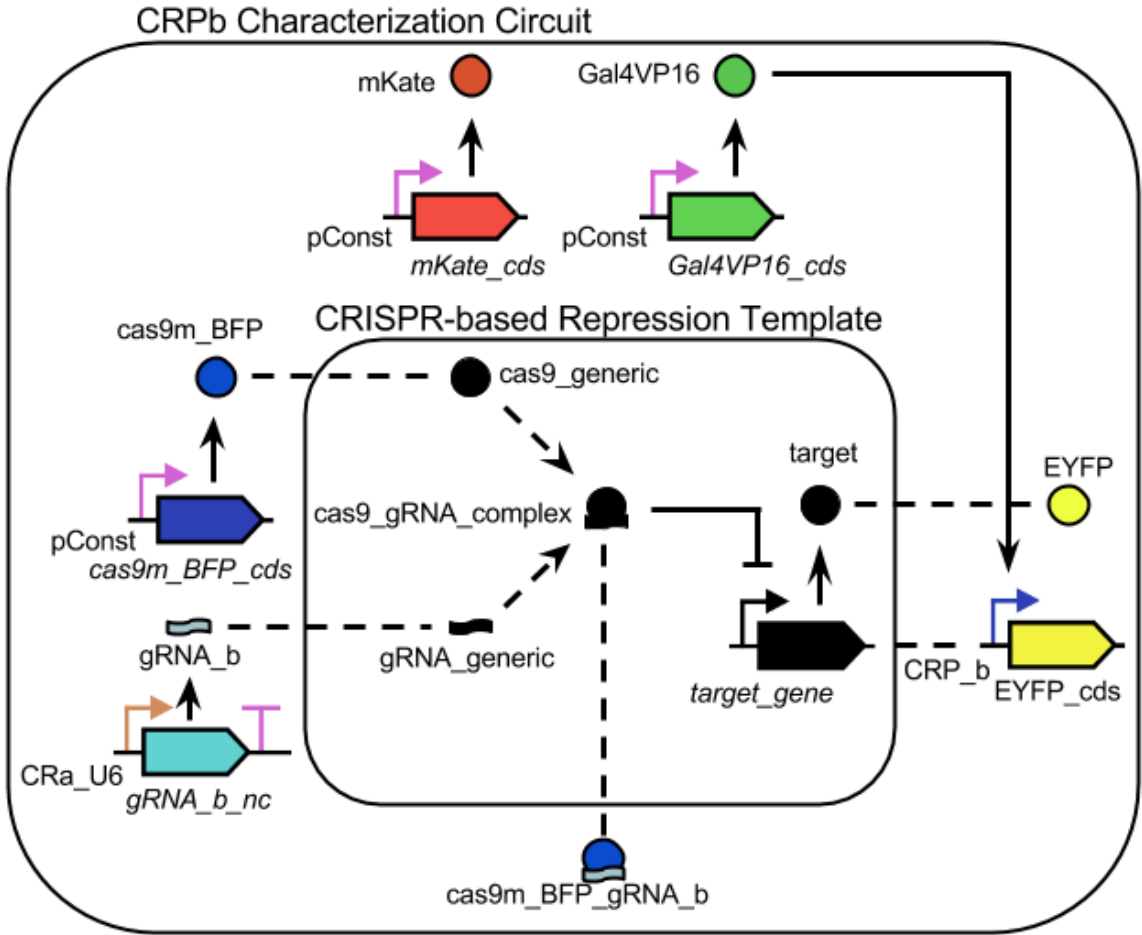 CRPb Characterization Circuit
mKate
Gal4VP16
pConst
mKate_cds
pConst
Gal4VP16_cds
CRISPR-based Repression Template
cas9m_BFP
cas9_generic
target
EYFP
cas9_gRNA_complex
pConst
cas9m_BFP_cds
gRNA_b
gRNA_generic
target_gene
CRP_b
EYFP_cds
CRa_U6
gRNA_b_nc
cas9m_BFP_gRNA_b